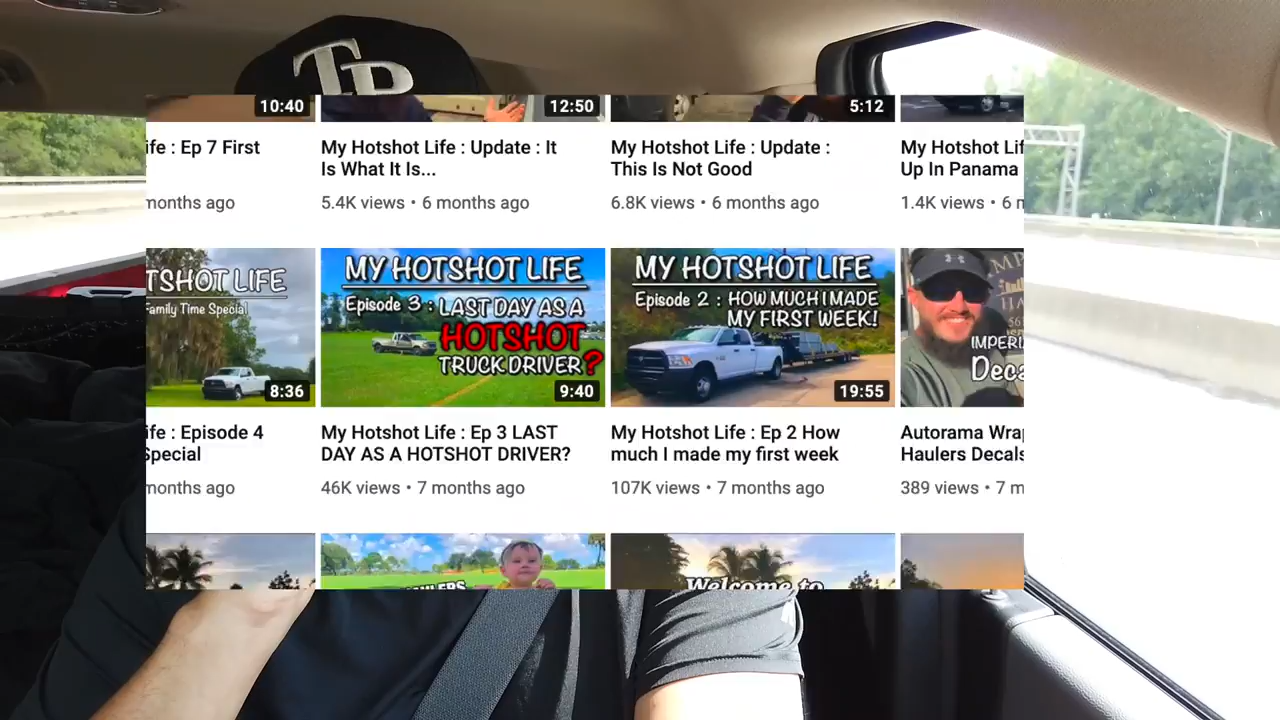 TB
10:40
12:50
5:12
ife : Ep 7 First
My Hotshot Life : Update : It
Is What It Is...
My Hotshot Life : Update :
This Is Not Good
My Hotshot Lif
Up In Panama
months ago
5.4K views • 6 months ago
6.8K views • 6 months ago
1.4K views • 6 m
TSHOT LIFE
Family Time Special
8:36
MY HOTSHOT LIFE
Episode 3 : LAST DAY AS A
HOTSHOT
TRUCK DRIVER?
9:40
MY HOTSHOT LIFE
Episode 2 : HOW MUCH I MADE
MY FIRST WEEK!
19:55
IMPERI
Deca
ife : Episode 4
Special
My Hotshot Life : Ep 3 LAST
DAY AS A HOTSHOT DRIVER?
My Hotshot Life : Ep 2 How
much I made my first week
Autorama Wra
Haulers Decals
months ago
46K views • 7 months ago
107K views • 7 months ago
389 views • 7 m
Welcome to